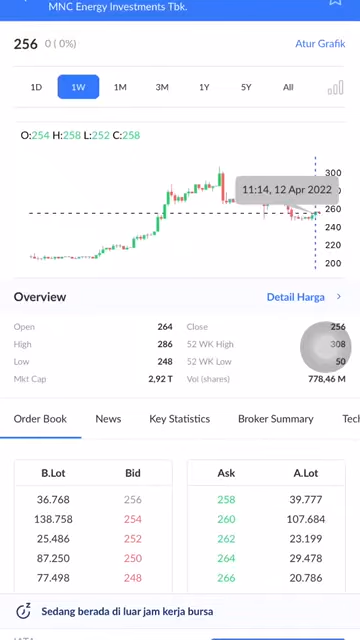 MNC Energy Investments Tbk.
256 0 (0%) Atur Grafik
1D 1W 1M 3M 1Y 5Y All
O:254 H:258 L:252 C:258
11:14, 12 Apr 2022
300
260
240
220
200
Overview Detail Harga
Open 264 Close 256
High 286 52 WK High 308
Low 248 52 WK Low 50
Mkt Cap 2,92 T Vol (shares) 778,46 M
Order Book News Key Statistics Broker Summary Tech
B.Lot Bid Ask A.Lot
36.768 256 258 39.777
138.758 254 260 107.684
25.486 252 262 23.199
87.250 250 264 29.478
77.498 248 266 20.786
Sedang berada di luar jam kerja bursa